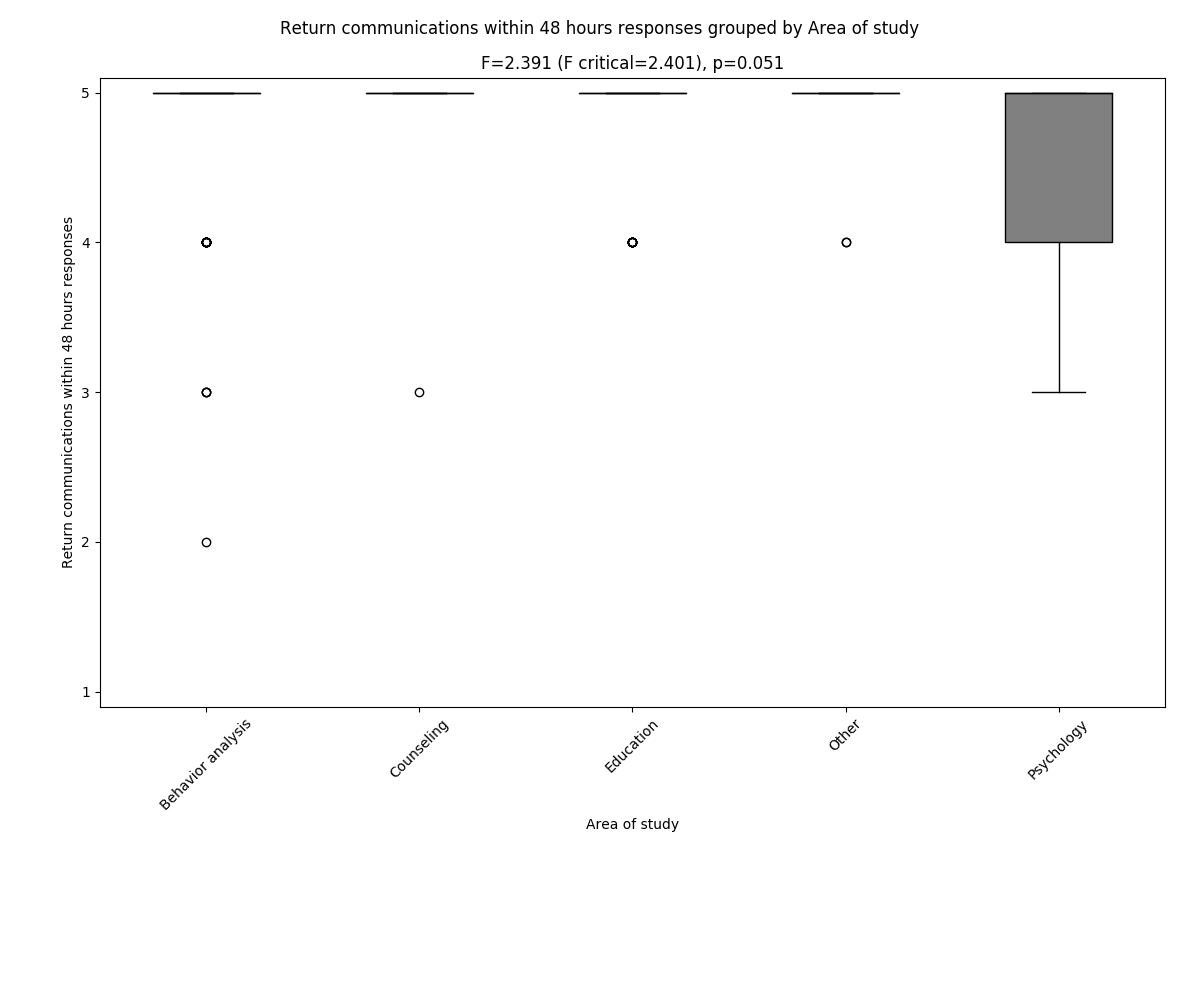 Return communications within 48 hours responses grouped by Area of study
F=2.391 (F critical=2.401), p=0.051
Return communications within 48 hours responses
5
4
3
2
1
Behavior analysis
Counseling
Education
Other
Psychology
Area of study